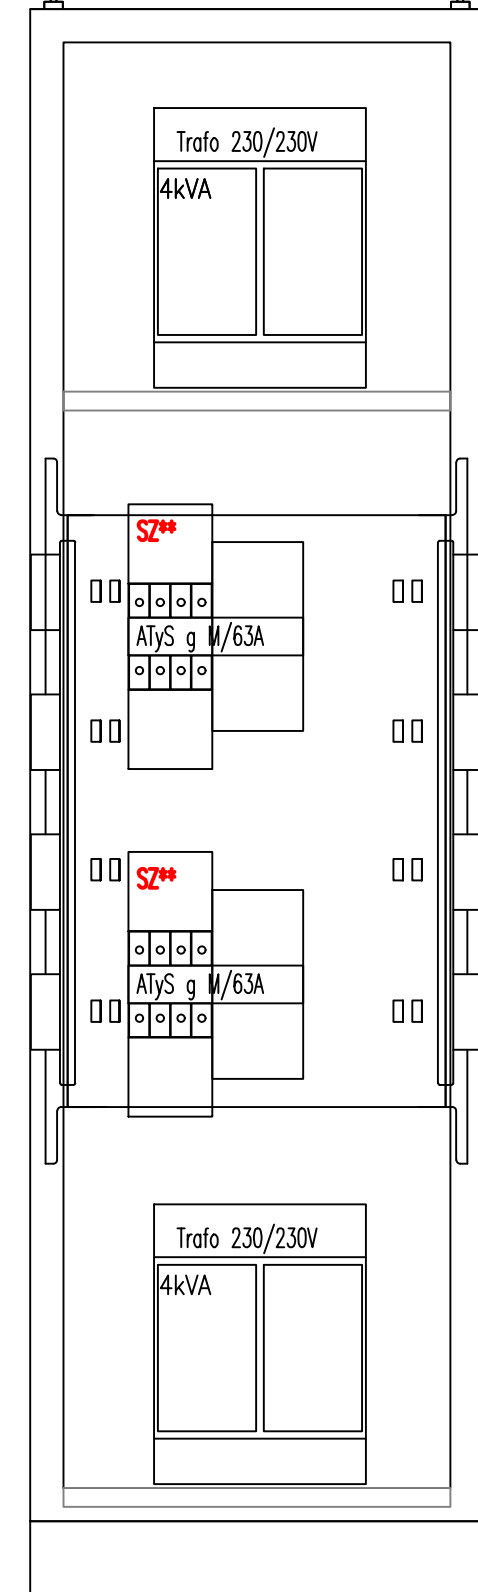 Trafo 230/230V
4kVA
SZ**
ATyS g M/63A
SZ**
ATyS g M/63A
Trafo 230/230V
4kVA